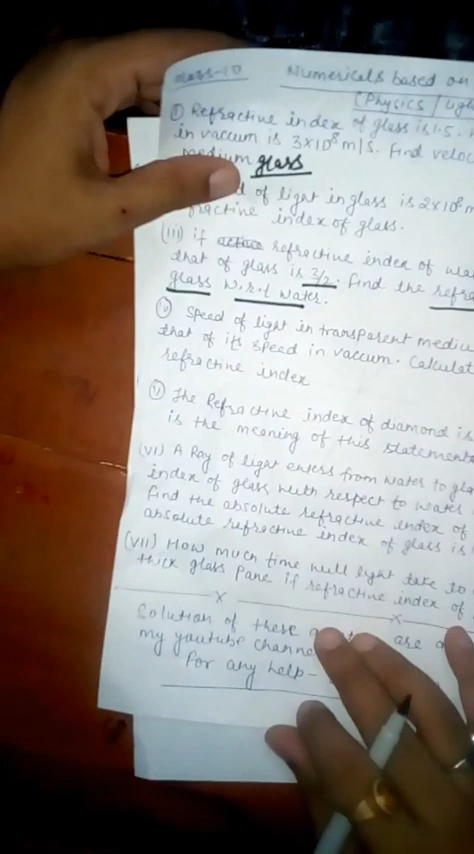 class-10
Numericals based on
(Physics / Ligh
(i) Refractive index of glass is 1.5.
in vaccum is 3×10⁸ m/s. Find veloc
medium glass
d of light in glass is 2×10⁸ m
fractive index of glass.
(iii) if refractive index of wa
that of glass is 3/2. find the refra
glass w.r.t water.
(iv) Speed of light in transparent mediu
that of its speed in vaccum. Calculat
refractive index
(v) The Refractive index of diamond is
is the meaning of this statement
(vi) A Ray of light enters from water to gla
index of glass with respect to water
find the absolute refractive index of
absolute refractive index of glass is
(vii) How much time will light take to
thick glass pane if refractive index of
x x
Solution of these are
my youtube channe
For any help-